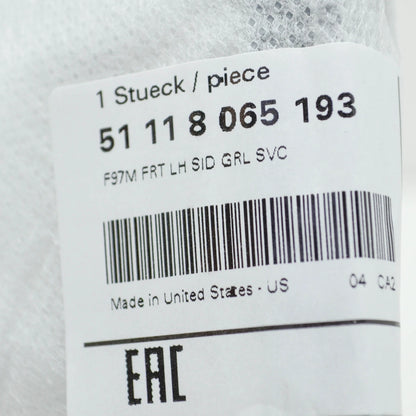 1 Stueck / piece
51 11 8 065 193
F97M FRT LH SID GRL SVC
Made in United States - US 04 CA2
EAC